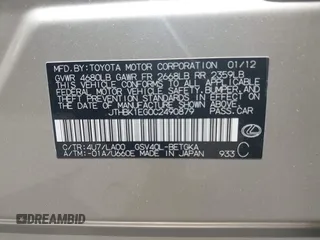 MFD.BY:TOYOTA MOTOR CORPORATION 01/12
GVWR 4680LB GAWR FR 2668LB RR 2359LB
THIS VEHICLE CONFORMS TO ALL APPLICABLE
FEDERAL MOTOR VEHICLE SAFETY, BUMPER, AND
THEFT PREVENTION STANDARDS IN EFFECT ON
THE DATE OF MANUFACTURE SHOWN ABOVE.
JTHBK1EG0C2490879 PASS.CAR
C/TR:4U7/LA00 GSV40L-BETGKA
A/TM:-01A/U660E MADE IN JAPAN 933 C
© DEALERSHIP AI